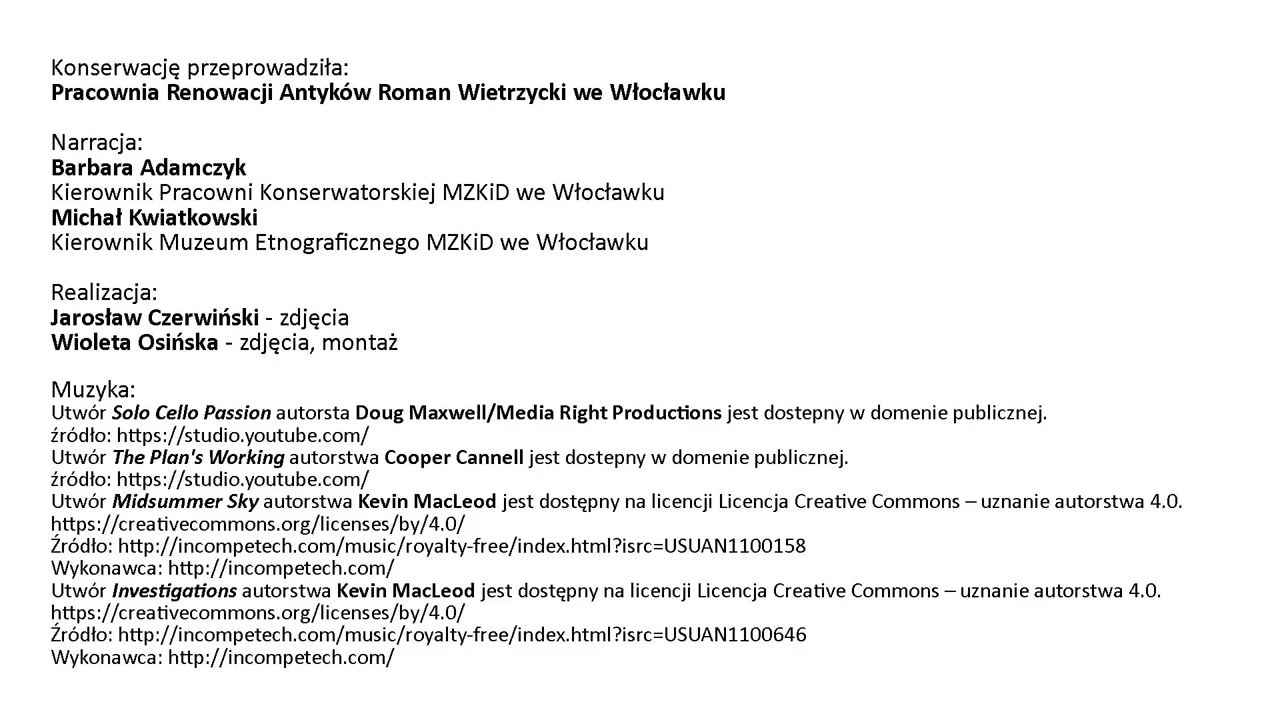 Konserwację przeprowadziła:
Pracownia Renowacji Antyków Roman Wietrzycki we Włocławku
Narracja:
Barbara Adamczyk
Kierownik Pracowni Konserwatorskiej MZKiD we Włocławku
Michał Kwiatkowski
Kierownik Muzeum Etnograficznego MZKiD we Włocławku
Realizacja:
Jarosław Czerwiński - zdjęcia
Wioleta Osińska - zdjęcia, montaż
Muzyka:
Utwór Solo Cello Passion autorsta Doug Maxwell/Media Right Productions jest dostepny w domenie publicznej.
źródło: https://studio.youtube.com/
Utwór The Plan's Working autorstwa Cooper Cannell jest dostepny w domenie publicznej.
źródło: https://studio.youtube.com/
Utwór Midsummer Sky autorstwa Kevin MacLeod jest dostępny na licencji Licencja Creative Commons – uznanie autorstwa 4.0.
https://creativecommons.org/licenses/by/4.0/
Źródło: http://incompetech.com/music/royalty-free/index.html?isrc=USUAN1100158
Wykonawca: http://incompetech.com/
Utwór Investigations autorstwa Kevin MacLeod jest dostępny na licencji Licencja Creative Commons – uznanie autorstwa 4.0.
https://creativecommons.org/licenses/by/4.0/
Źródło: http://incompetech.com/music/royalty-free/index.html?isrc=USUAN1100646
Wykonawca: http://incompetech.com/